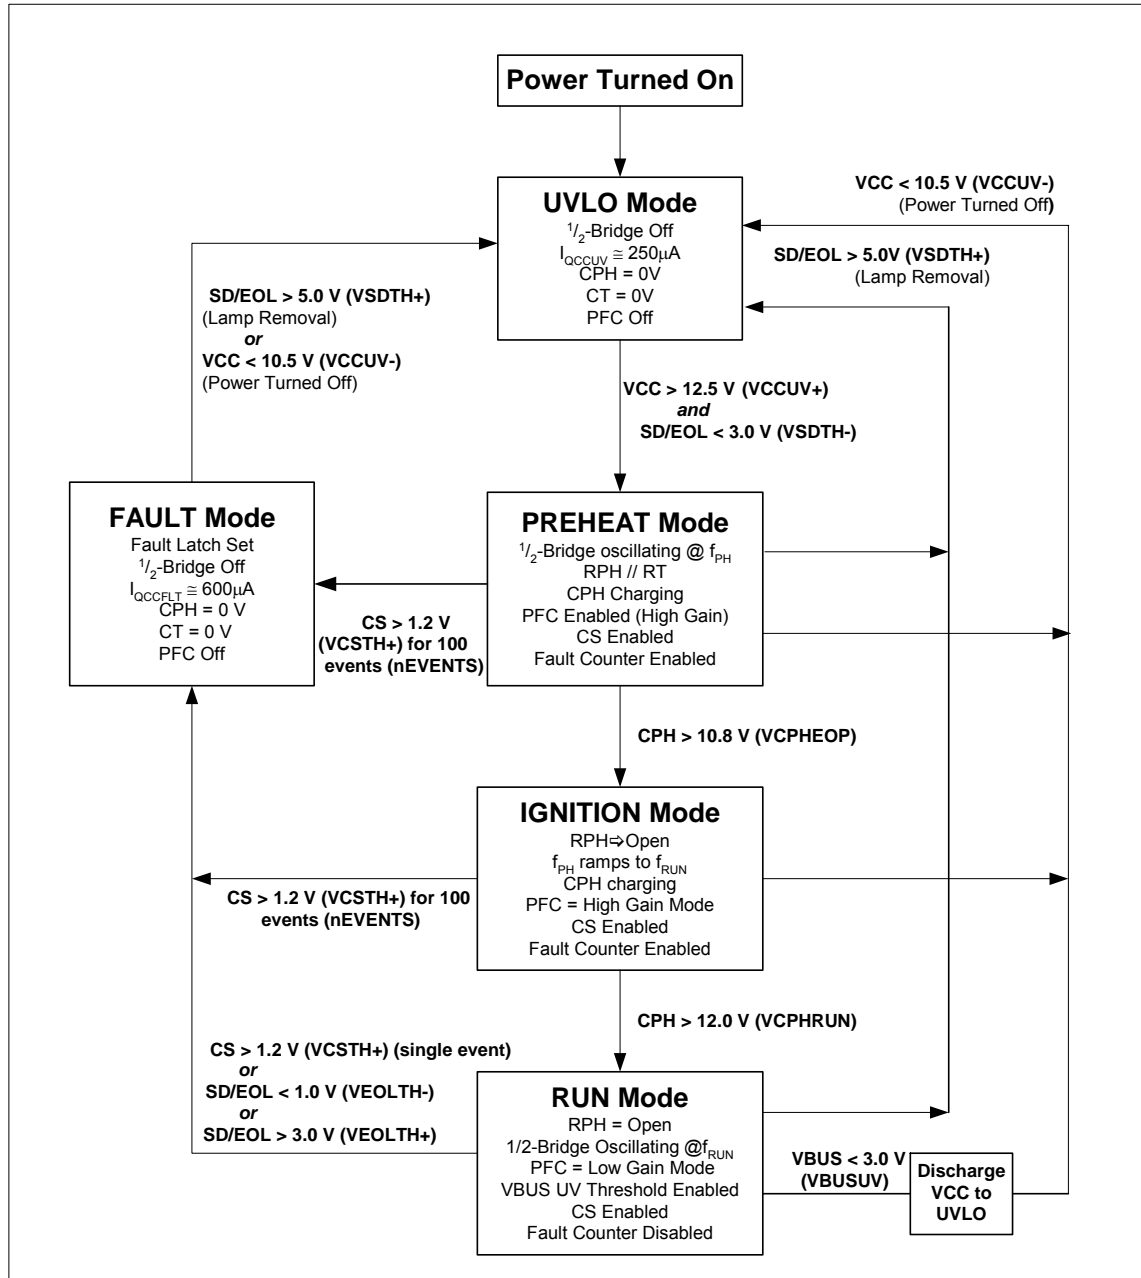 Power Turned On
VCC < 10.5 V (VCCUV-)
(Power Turned Off)
UVLO Mode
1/2-Bridge Off
IQCCUV ≅ 250µA
CPH = 0V
CT = 0V
PFC Off
SD/EOL > 5.0V (VSDTH+)
(Lamp Removal)
SD/EOL > 5.0 V (VSDTH+)
(Lamp Removal)
or
VCC < 10.5 V (VCCUV-)
(Power Turned Off)
VCC > 12.5 V (VCCUV+)
and
SD/EOL < 3.0 V (VSDTH-)
FAULT Mode
Fault Latch Set
1/2-Bridge Off
IQCCFLT ≅ 600µA
CPH = 0 V
CT = 0 V
PFC Off
PREHEAT Mode
1/2-Bridge oscillating @ fPH
RPH // RT
CPH Charging
PFC Enabled (High Gain)
CS Enabled
Fault Counter Enabled
CS > 1.2 V
(VCSTH+) for 100
events (nEVENTS)
CPH > 10.8 V (VCPHEOP)
IGNITION Mode
RPH⇨Open
fPH ramps to fRUN
CPH charging
PFC = High Gain Mode
CS Enabled
Fault Counter Enabled
CS > 1.2 V (VCSTH+) for 100
events (nEVENTS)
CPH > 12.0 V (VCPHRUN)
CS > 1.2 V (VCSTH+) (single event)
or
SD/EOL < 1.0 V (VEOLTH-)
or
SD/EOL > 3.0 V (VEOLTH+)
RUN Mode
RPH = Open
1/2-Bridge Oscillating @fRUN
PFC = Low Gain Mode
VBUS UV Threshold Enabled
CS Enabled
Fault Counter Disabled
VBUS < 3.0 V
(VBUSUV)
Discharge
VCC to
UVLO